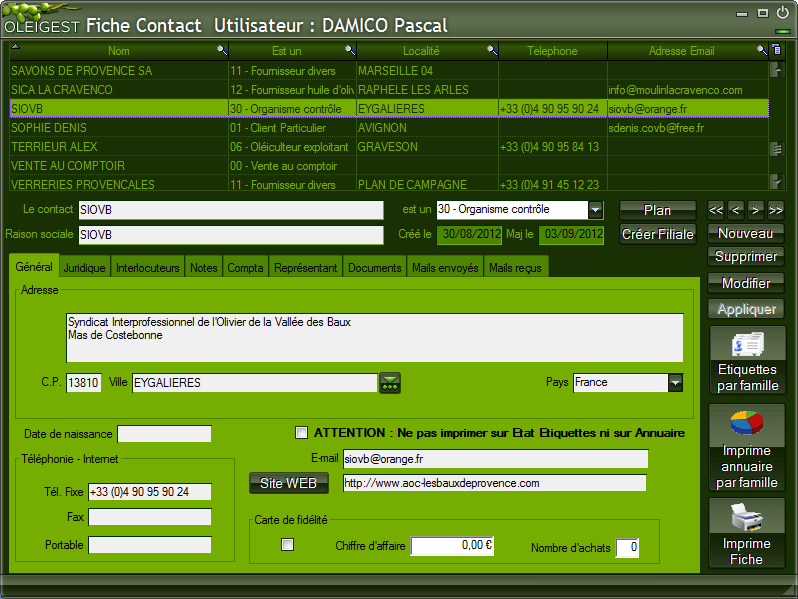 OLEIGEST Fiche Contact Utilisateur : DAMICO Pascal
Nom Est un Localité Telephone Adresse Email
SAVONS DE PROVENCE SA 11 - Fournisseur divers MARSEILLE 04
SICA LA CRAVENCO 12 - Fournisseur huile d'oliv RAPHELE LES ARLES info@moulinlacravenco.com
SIOVB 30 - Organisme contrôle EYGALIERES +33 (0)4 90 95 90 24 siovb@orange.fr
SOPHIE DENIS 01 - Client Particulier AVIGNON sdenis.covb@free.fr
TERRIEUR ALEX 06 - Oléiculteur exploitant GRAVESON +33 (0)4 90 95 84 13
VENTE AU COMPTOIR 00 - Vente au comptoir
VERRERIES PROVENCALES 11 - Fournisseur divers PLAN DE CAMPAGNE +33 (0)4 91 45 12 23
Le contact SIOVB est un 30 - Organisme contrôle Plan << < > >>
Raison sociale SIOVB Créé le 30/08/2012 Maj le 03/09/2012 Créer Filiale Nouveau
Supprimer
Général Juridique Interlocuteurs Notes Compta Représentant Documents Mails envoyés Mails reçus
Modifier
Adresse
Appliquer
Syndicat Interprofessionnel de l'Olivier de la Vallée des Baux
Mas de Costebonne
Etiquettes
par famille
C.P. 13810 Ville EYGALIERES Pays France
Date de naissance ATTENTION : Ne pas imprimer sur Etat Etiquettes ni sur Annuaire
Imprime
annuaire
par famille
Téléphonie - Internet E-mail siovb@orange.fr
Site WEB http://www.aoc-lesbauxdeprovence.com
Tél. Fixe +33 (0)4 90 95 90 24
Fax Carte de fidélité
Portable Chiffre d'affaire 0,00 € Nombre d'achats 0
Imprime
Fiche